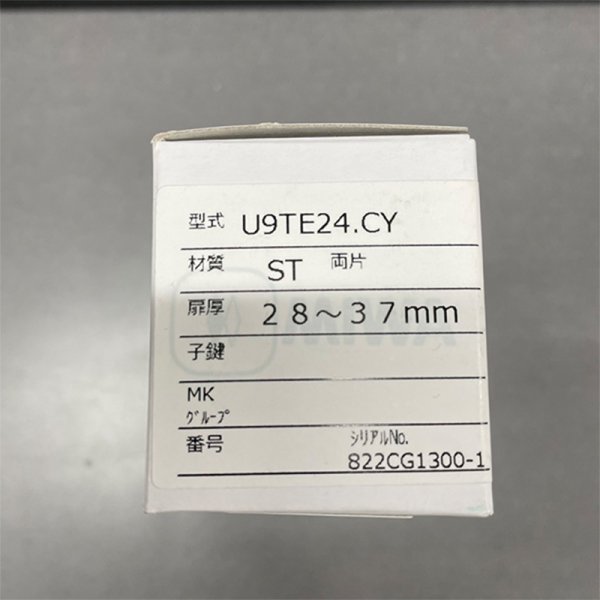 型式 U9TE24.CY
材質 ST 両片
扉厚 28～37mm
子鍵
MK
ｸﾞﾙｰﾌﾟ
番号 ｼﾘｱﾙNo.
822CG1300-1
MIWA